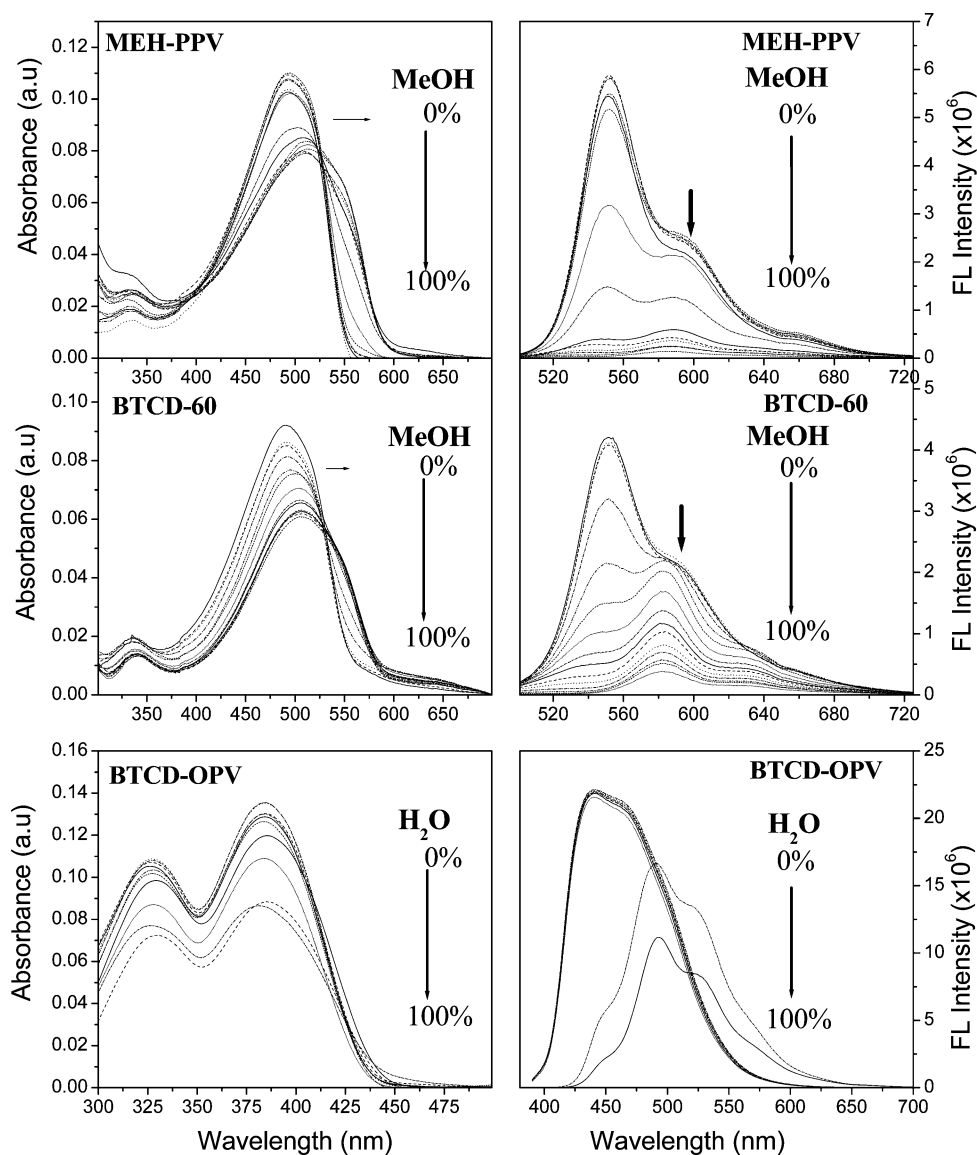 MEH-PPV
MeOH
0%
100%
Absorbance (a.u)
0.12
0.10
0.08
0.06
0.04
0.02
0.00
350 400 450 500 550 600 650
MEH-PPV
MeOH
0%
100%
FL Intensity (x10⁶)
7
6
5
4
3
2
1
0
520 560 600 640 680 720
BTCD-60
MeOH
0%
100%
Absorbance (a.u)
0.10
0.08
0.06
0.04
0.02
0.00
350 400 450 500 550 600 650
BTCD-60
MeOH
0%
100%
FL Intensity (x10⁶)
5
4
3
2
1
0
520 560 600 640 680 720
BTCD-OPV
H₂O
0%
100%
Absorbance (a.u)
0.16
0.14
0.12
0.10
0.08
0.06
0.04
0.02
0.00
300 325 350 375 400 425 450 475
Wavelength (nm)
BTCD-OPV
H₂O
0%
100%
FL Intensity (x10⁶)
25
20
15
10
5
0
400 450 500 550 600 650 700
Wavelength (nm)